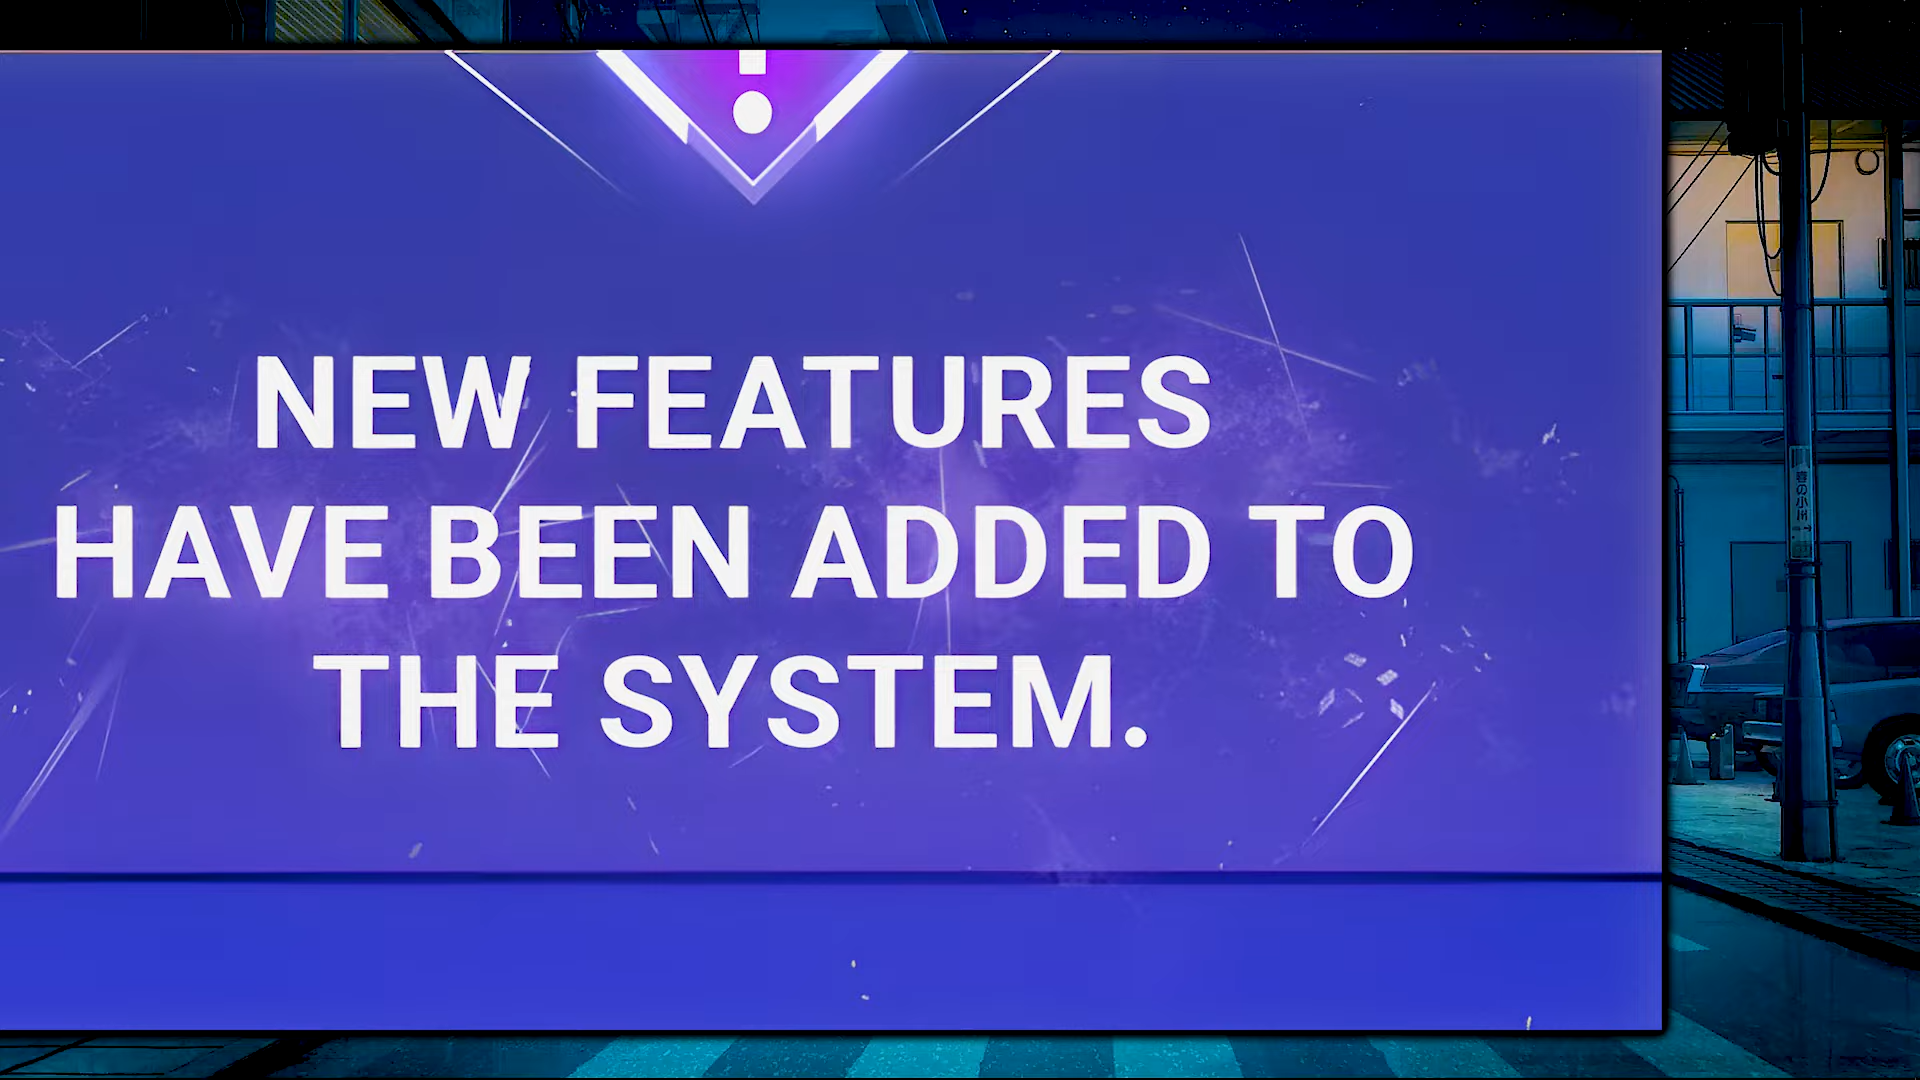 !
NEW FEATURES
HAVE BEEN ADDED TO
THE SYSTEM.